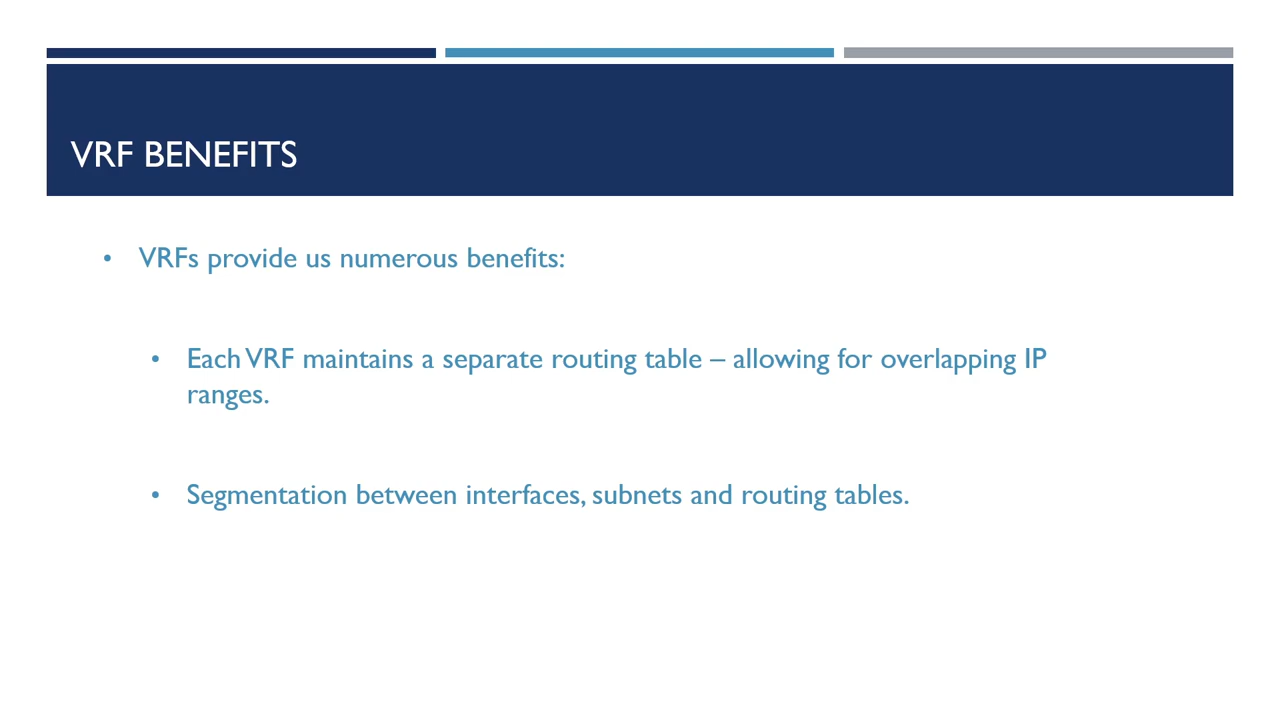 VRF BENEFITS
• VRFs provide us numerous benefits:
• Each VRF maintains a separate routing table – allowing for overlapping IP
ranges.
• Segmentation between interfaces, subnets and routing tables.